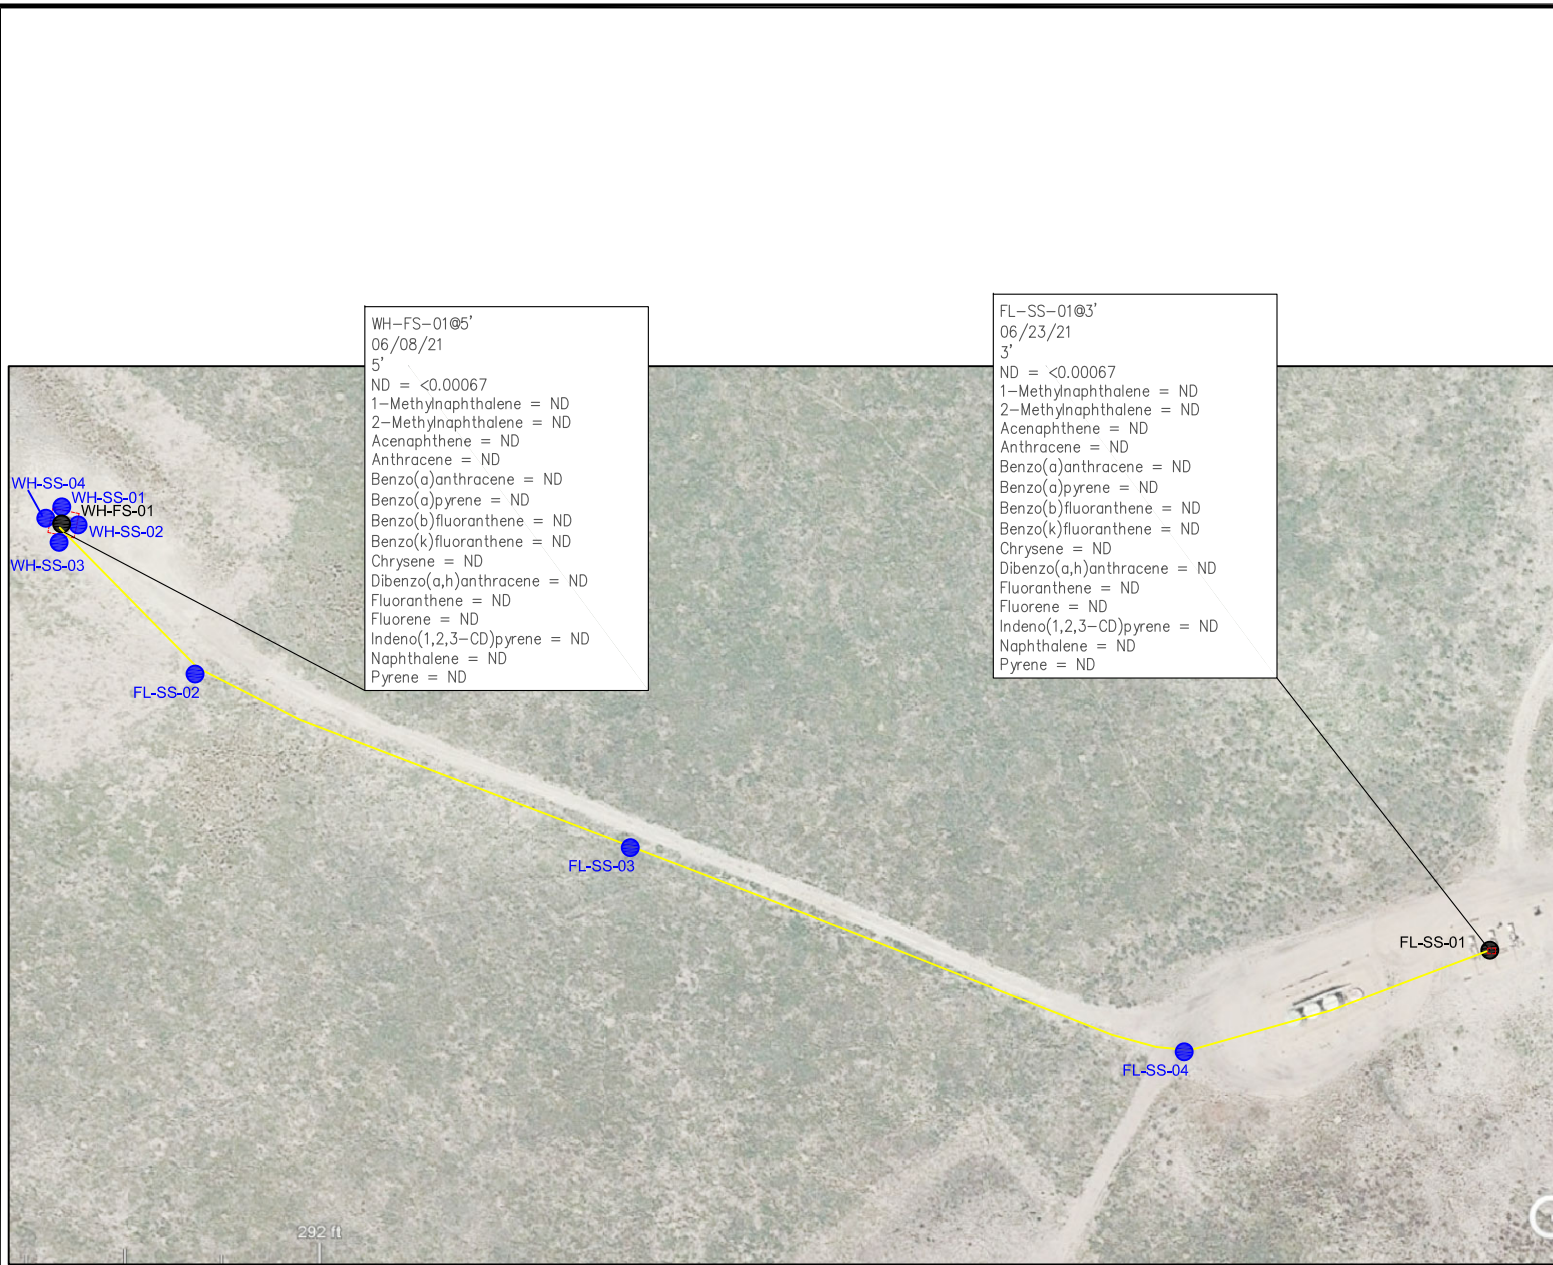 WH-FS-01@5'
06/08/21
5'
ND = <0.00067
1-Methylnaphthalene = ND
2-Methylnaphthalene = ND
Acenaphthene = ND
Anthracene = ND
Benzo(a)anthracene = ND
Benzo(a)pyrene = ND
Benzo(b)fluoranthene = ND
Benzo(k)fluoranthene = ND
Chrysene = ND
Dibenzo(a,h)anthracene = ND
Fluoranthene = ND
Fluorene = ND
Indeno(1,2,3-CD)pyrene = ND
Naphthalene = ND
Pyrene = ND
FL-SS-01@3'
06/23/21
3'
ND = <0.00067
1-Methylnaphthalene = ND
2-Methylnaphthalene = ND
Acenaphthene = ND
Anthracene = ND
Benzo(a)anthracene = ND
Benzo(a)pyrene = ND
Benzo(b)fluoranthene = ND
Benzo(k)fluoranthene = ND
Chrysene = ND
Dibenzo(a,h)anthracene = ND
Fluoranthene = ND
Fluorene = ND
Indeno(1,2,3-CD)pyrene = ND
Naphthalene = ND
Pyrene = ND
WH-SS-04
WH-SS-01
WH-FS-01
WH-SS-02
WH-SS-03
FL-SS-02
FL-SS-03
FL-SS-01
FL-SS-04
292 ft